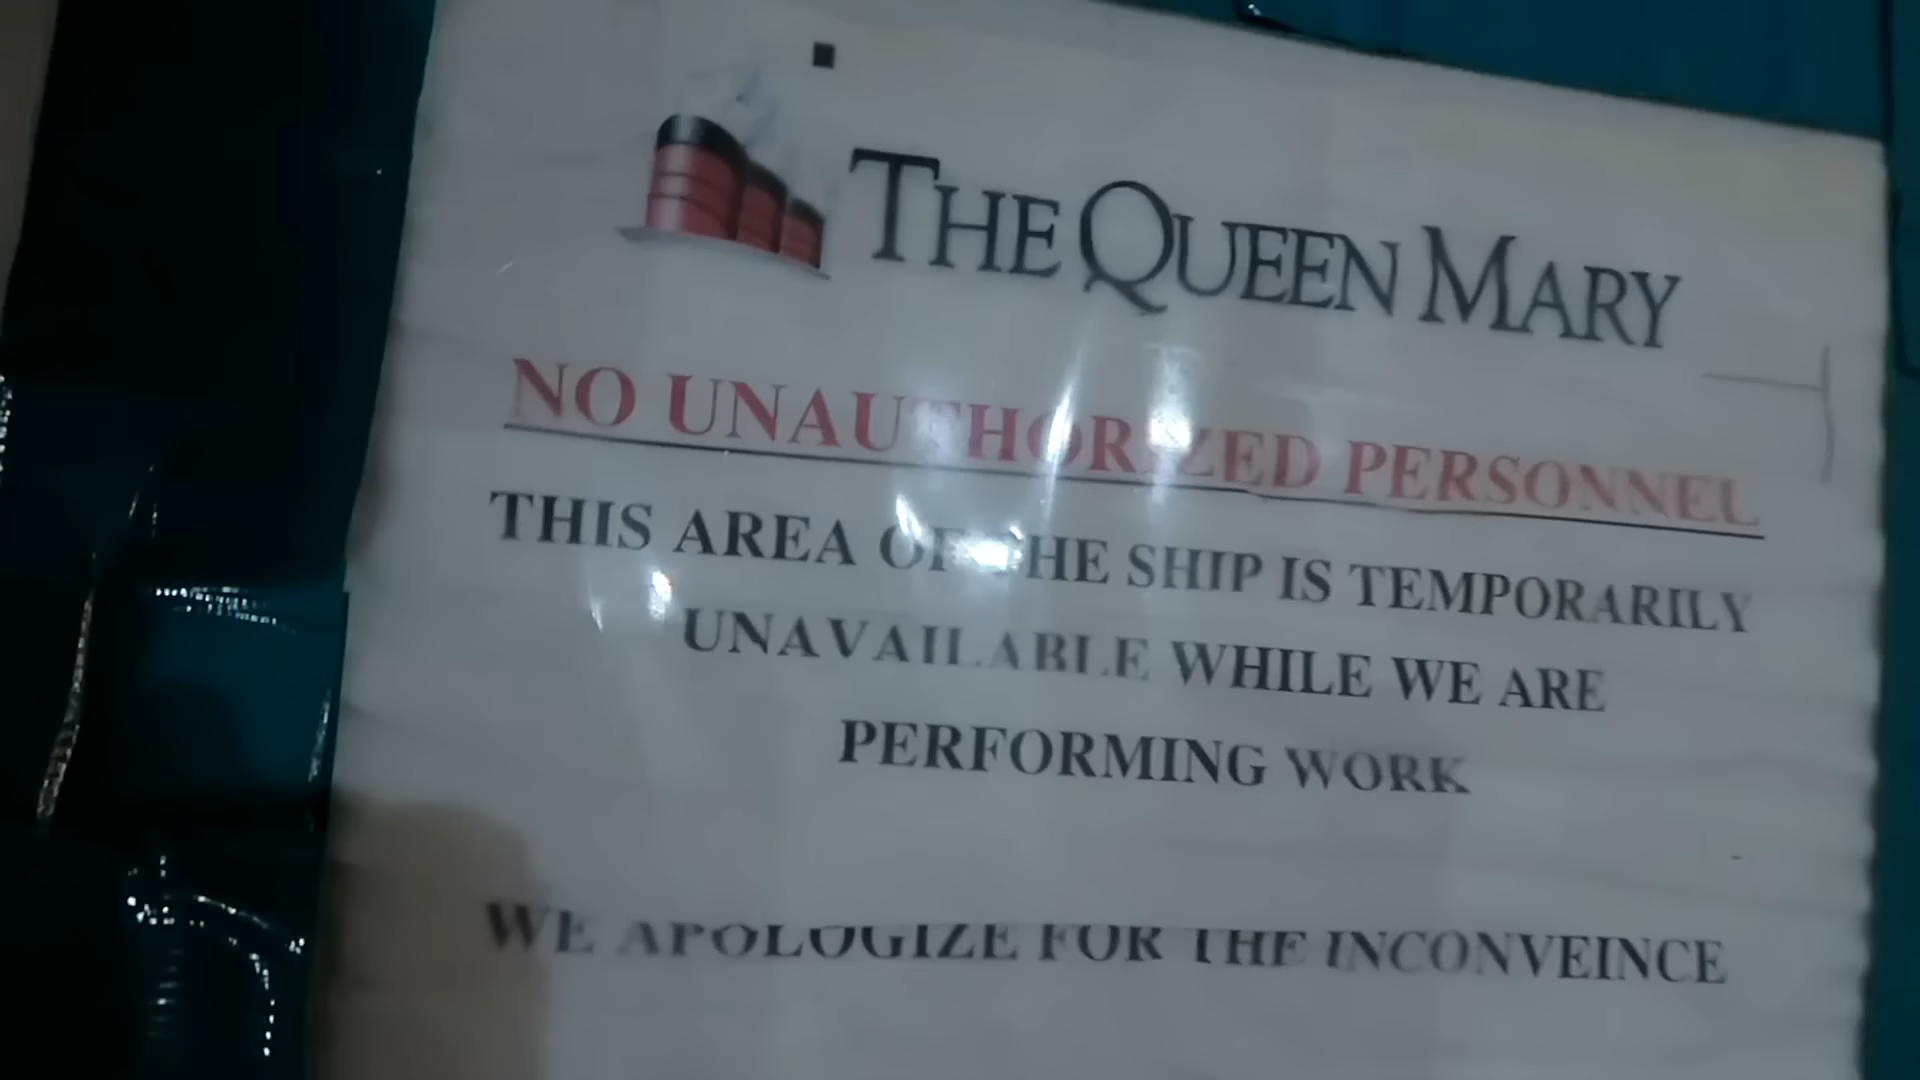 THE QUEEN MARY
NO UNAUTHORIZED PERSONNEL
THIS AREA OF THE SHIP IS TEMPORARILY
UNAVAILABLE WHILE WE ARE
PERFORMING WORK
WE APOLOGIZE FOR THE INCONVEINCE